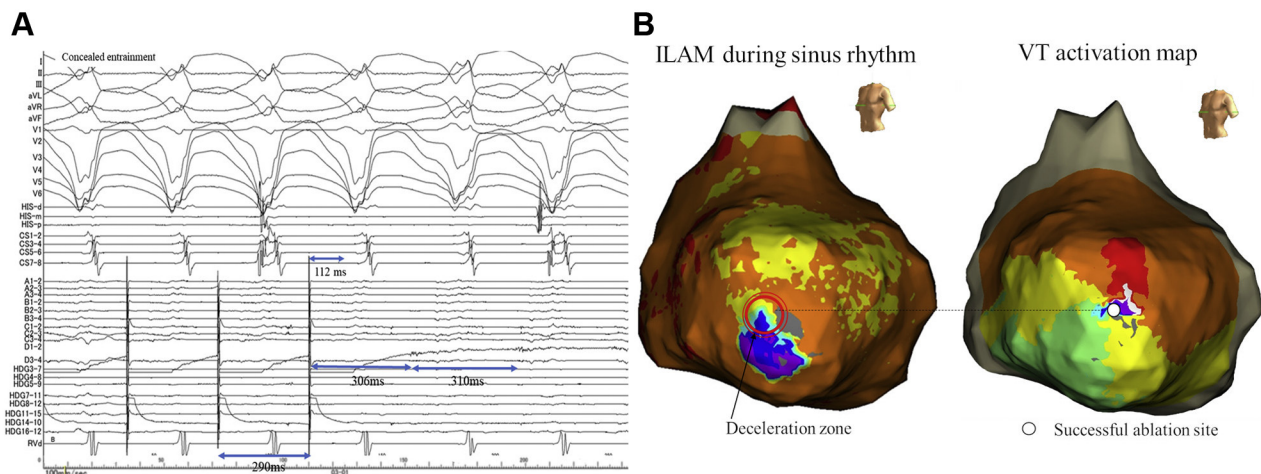 A
B
Concealed entrainment
I
II
III
aVL
aVR
aVF
V1
V2
V3
V4
V5
V6
HIS-d
HIS-m
HIS-p
CS1-2
CS3-4
CS5-6
CS7-8
112 ms
A1-2
A2-3
A3-4
B1-2
B2-3
B3-4
C1-2
C2-3
C3-4
D1-2
D3-4
HDG3-7
HDG4-8
HDG5-9
306ms
310ms
HDG7-11
HDG8-12
HDG11-15
HDG14-10
HDG16-12
RVd
290ms
ILAM during sinus rhythm
VT activation map
Deceleration zone
Successful ablation site